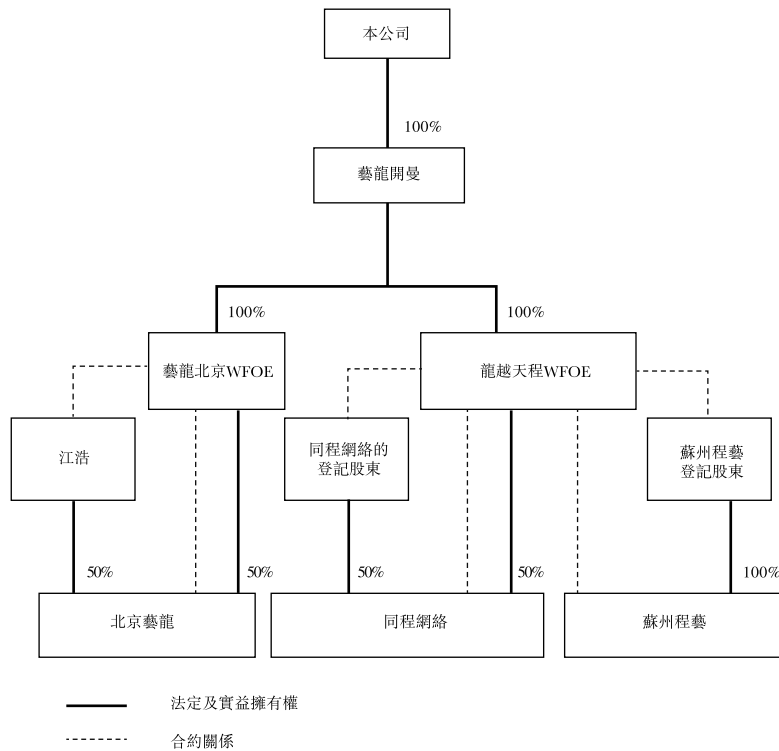 本公司
100%
藝龍開曼
100%
100%
藝龍北京WFOE
龍越天程WFOE
江浩
同程網絡的
登記股東
蘇州程藝
登記股東
50%
50%
50%
50%
100%
北京藝龍
同程網絡
蘇州程藝
法定及實益擁有權
合約關係